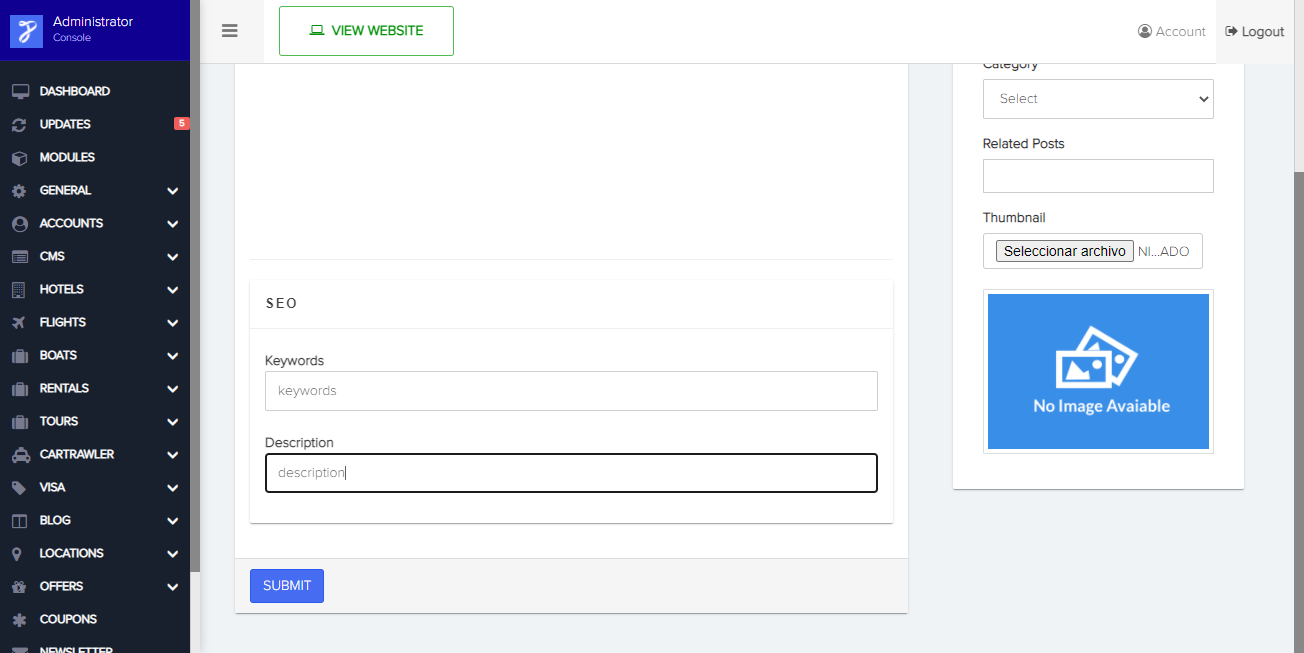 Administrator
Console
VIEW WEBSITE
Account
Logout
DASHBOARD
UPDATES
5
MODULES
GENERAL
ACCOUNTS
CMS
HOTELS
FLIGHTS
BOATS
RENTALS
TOURS
CARTRAWLER
VISA
BLOG
LOCATIONS
OFFERS
COUPONS
NEWSLETTER
SEO
Keywords
keywords
Description
description
SUBMIT
Category
Select
Related Posts
Thumbnail
Seleccionar archivo NI...ADO
No Image Avaiable